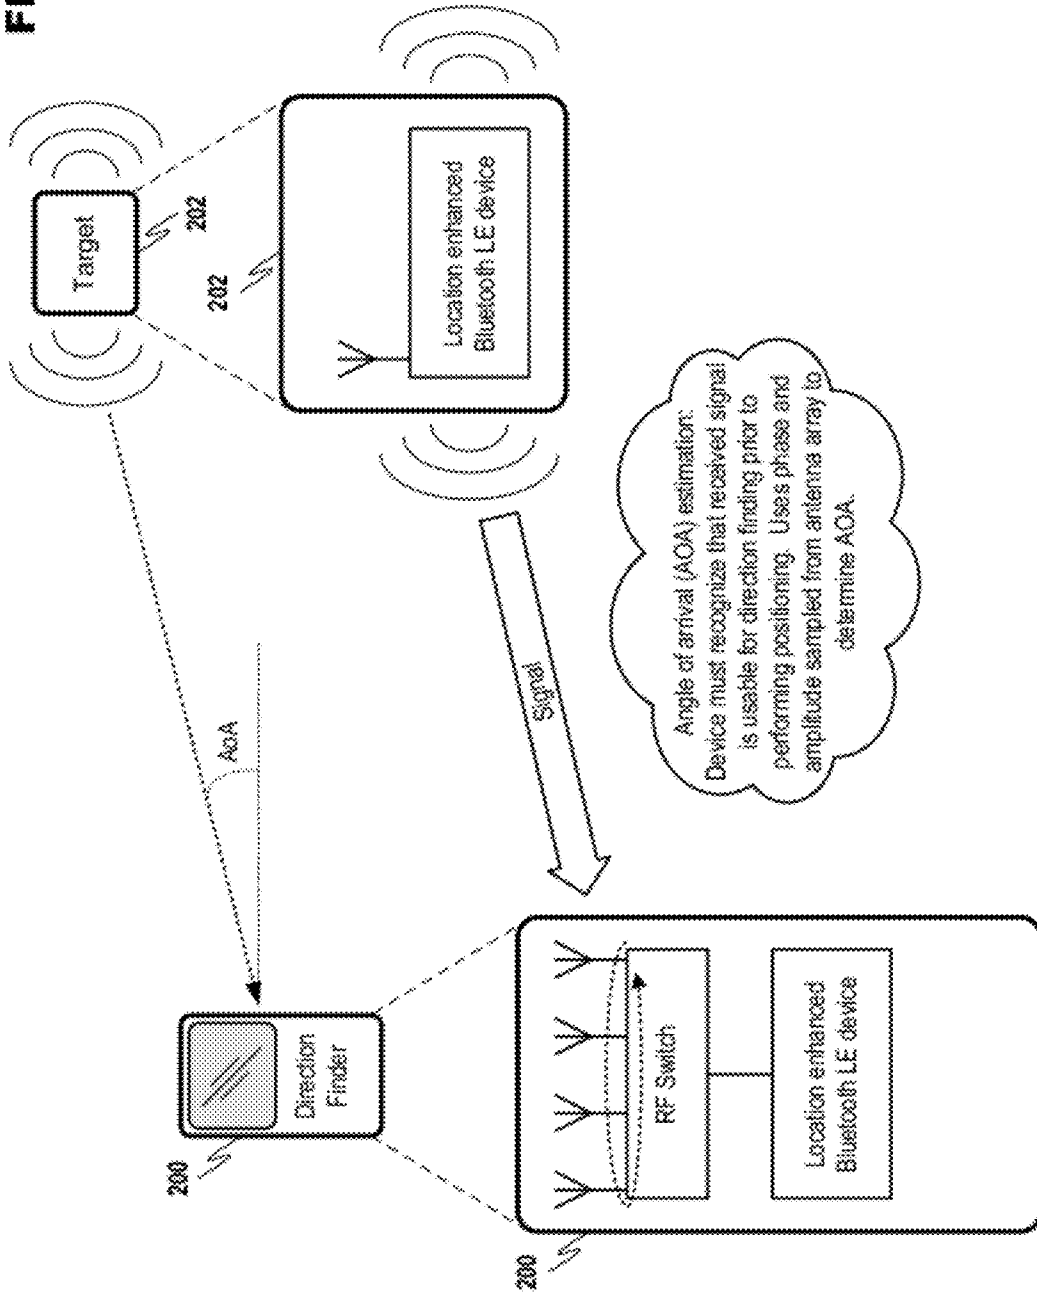 FI
Target
202
202
Location enhanced
Bluetooth LE device
AoA
Signal
Angle of arrival (AOA) estimation:
Device must recognize that received signal
is usable for direction finding prior to
performing positioning. Uses phase and
amplitude sampled from antenna array to
determine AOA.
200
Direction
Finder
200
RF Switch
Location enhanced
Bluetooth LE device